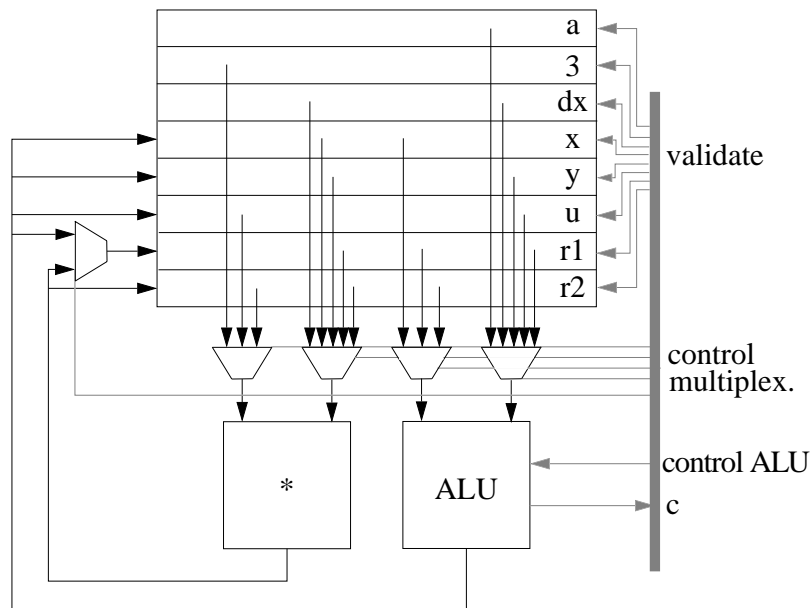 a
3
dx
x
validate
y
u
r1
r2
control
multiplex.
control ALU
*
ALU
c